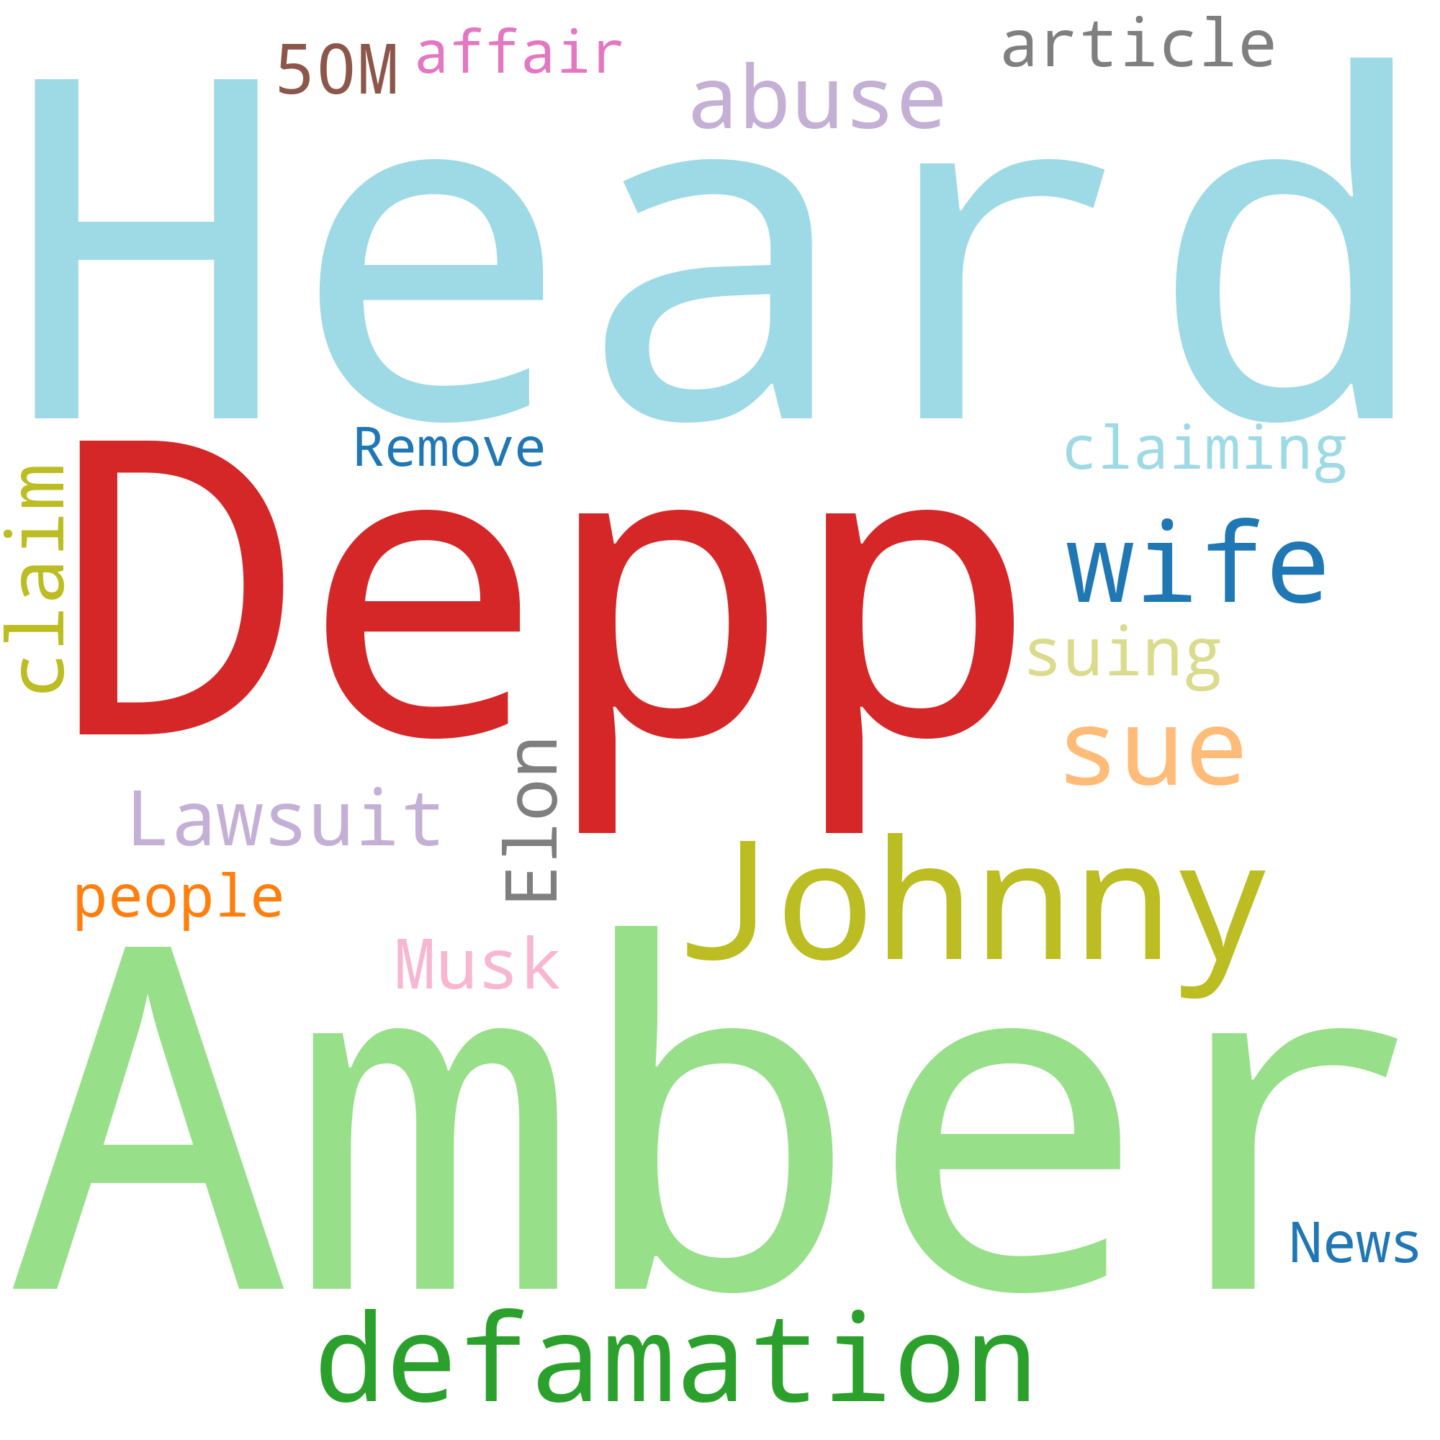 50M
affair
article
abuse
Heard
Remove
claiming
claim
Depp
wife
suing
sue
Lawsuit
Elon
people
Johnny
Musk
Amber
News
defamation